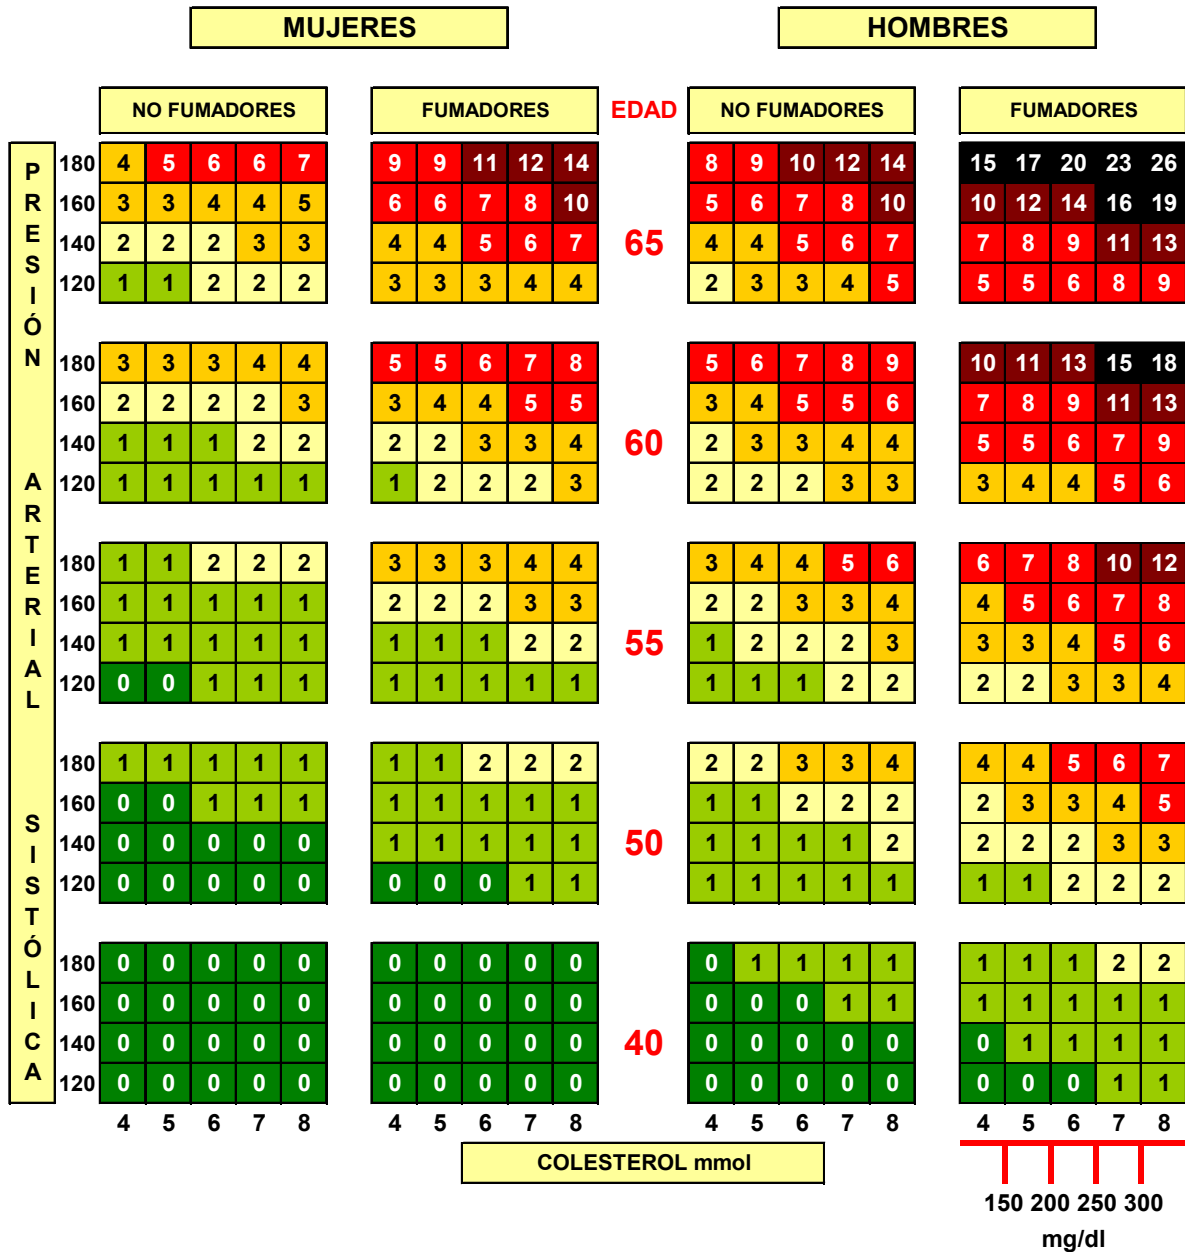 MUJERES HOMBRES
NO FUMADORES FUMADORES EDAD NO FUMADORES FUMADORES
PRESIÓN ARTERIAL SISTÓLICA
180 4 5 6 6 7 9 9 11 12 14 8 9 10 12 14 15 17 20 23 26
160 3 3 4 4 5 6 6 7 8 10 5 6 7 8 10 10 12 14 16 19
65
140 2 2 2 3 3 4 4 5 6 7 4 4 5 6 7 7 8 9 11 13
120 1 1 2 2 2 3 3 3 4 4 2 3 3 4 5 5 5 6 8 9
180 3 3 3 4 4 5 5 6 7 8 5 6 7 8 9 10 11 13 15 18
160 2 2 2 2 3 3 4 4 5 5 3 4 5 5 6 7 8 9 11 13
60
140 1 1 1 2 2 2 2 3 3 4 2 3 3 4 4 5 5 6 7 9
120 1 1 1 1 1 1 2 2 2 3 2 2 2 3 3 3 4 4 5 6
180 1 1 2 2 2 3 3 3 4 4 3 4 4 5 6 6 7 8 10 12
160 1 1 1 1 1 2 2 2 3 3 2 2 3 3 4 4 5 6 7 8
55
140 1 1 1 1 1 1 1 1 2 2 1 2 2 2 3 3 3 4 5 6
120 0 0 1 1 1 1 1 1 1 1 1 1 1 2 2 2 2 3 3 4
180 1 1 1 1 1 1 1 2 2 2 2 2 3 3 4 4 4 5 6 7
160 0 0 1 1 1 1 1 1 1 1 1 1 2 2 2 2 3 3 4 5
50
140 0 0 0 0 0 1 1 1 1 1 1 1 1 1 2 2 2 2 3 3
120 0 0 0 0 0 0 0 0 1 1 1 1 1 1 1 1 1 2 2 2
180 0 0 0 0 0 0 0 0 0 0 0 1 1 1 1 1 1 1 2 2
160 0 0 0 0 0 0 0 0 0 0 0 0 0 1 1 1 1 1 1 1
40
140 0 0 0 0 0 0 0 0 0 0 0 0 0 0 0 0 1 1 1 1
120 0 0 0 0 0 0 0 0 0 0 0 0 0 0 0 0 0 0 1 1
4 5 6 7 8 4 5 6 7 8 4 5 6 7 8 4 5 6 7 8
COLESTEROL mmol
150 200 250 300
mg/dl